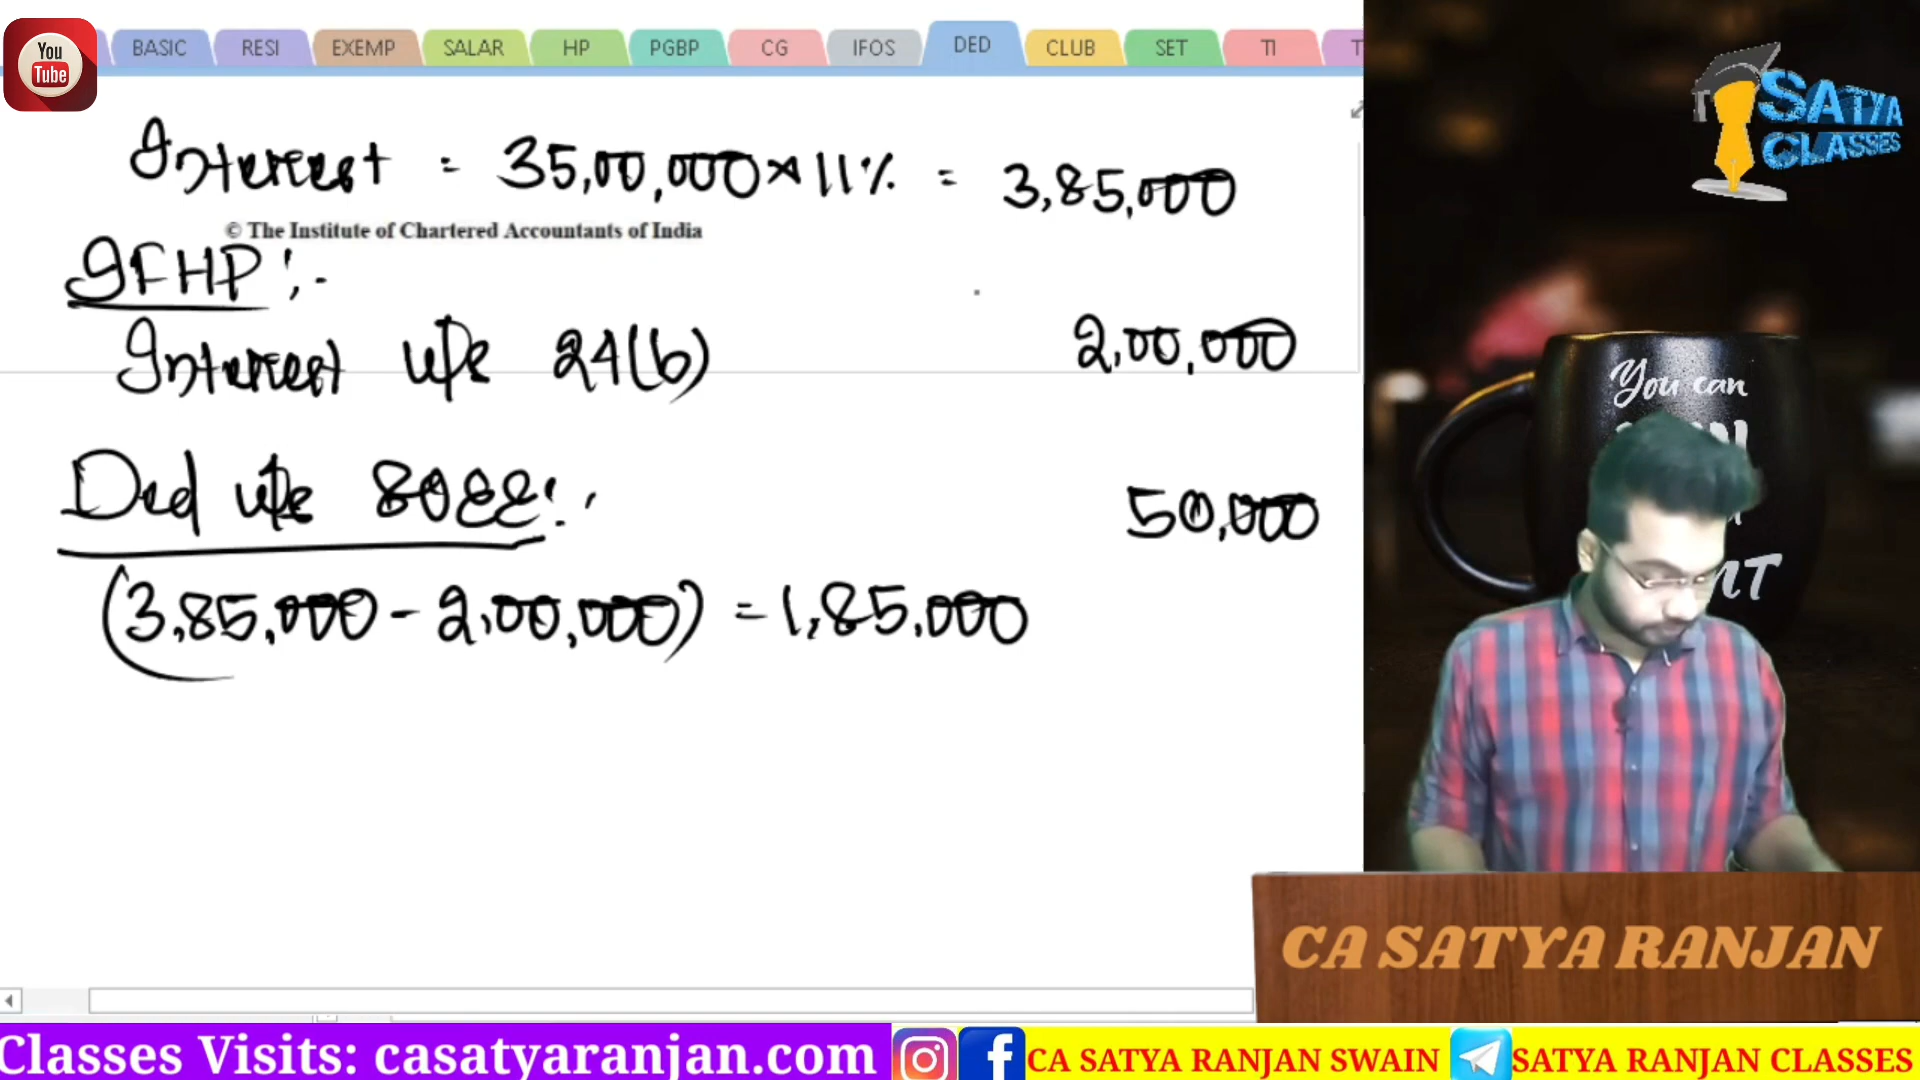 You
Tube
BASIC RESI EXEMP SALAR HP PGBP CG IFOS DED CLUB SET TI T
SATYA
CLASSES
Interest = 35,00,000 × 11% = 3,85,000
© The Institute of Chartered Accountants of India
IFHP :-
Interest u/s 24(b) 2,00,000
Ded u/s 80EE :- 50,000
(3,85,000 - 2,00,000) = 1,85,000
You can
CA SATYA RANJAN
Classes Visits: casatyaranjan.com
CA SATYA RANJAN SWAIN
SATYA RANJAN CLASSES